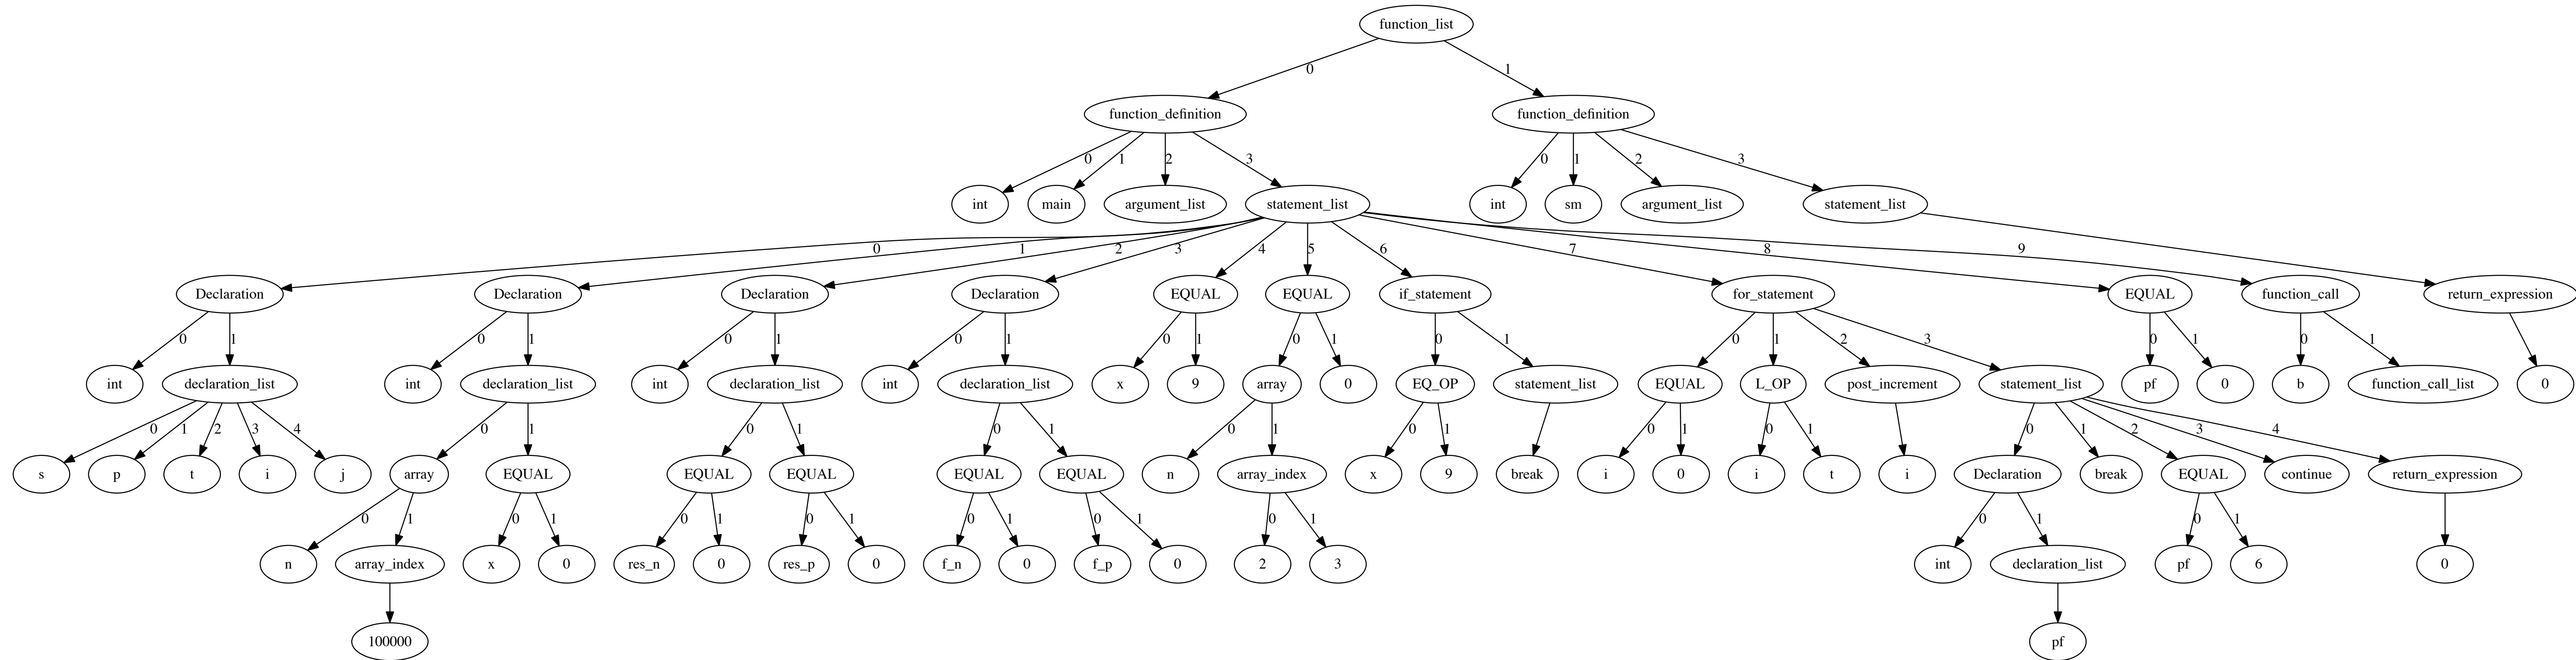 function_list
0 1
function_definition function_definition
0 1 2 3 0 1 2 3
int main argument_list statement_list int sm argument_list statement_list
0 1 2 3 4 5 6 7 8 9
Declaration Declaration Declaration Declaration EQUAL EQUAL if_statement for_statement EQUAL function_call return_expression
0 1 0 1 0 1 0 1 0 1 0 1 0 1 0 1 2 3 0 1 0 1
int declaration_list int declaration_list int declaration_list int declaration_list x 9 array 0 EQ_OP statement_list EQUAL L_OP post_increment statement_list pf 0 b function_call_list 0
0 1 2 3 4 0 1 0 1 0 1 0 1 0 1 0 1 0 1 0 1 2 3 4
s p t i j array EQUAL EQUAL EQUAL EQUAL EQUAL n array_index x 9 break i 0 i t i Declaration break EQUAL continue return_expression
0 1 0 1 0 1 0 1 0 1 0 1 0 1 0 1 0 1
n array_index x 0 res_n 0 res_p 0 f_n 0 f_p 0 2 3 int declaration_list pf 6 0
100000 pf